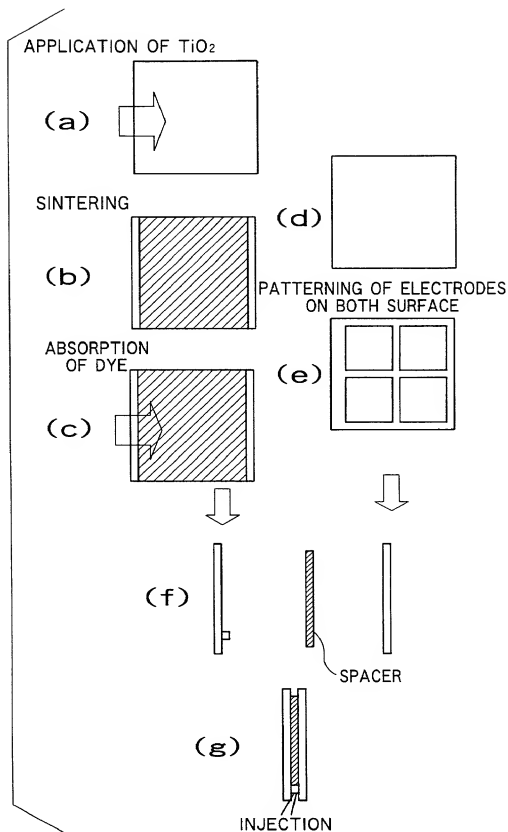 APPLICATION OF TiO2
(a)
SINTERING
(b)
ABSORPTION
OF DYE
(c)
(d)
PATTERNING OF ELECTRODES
ON BOTH SURFACE
(e)
(f)
SPACER
(g)
INJECTION